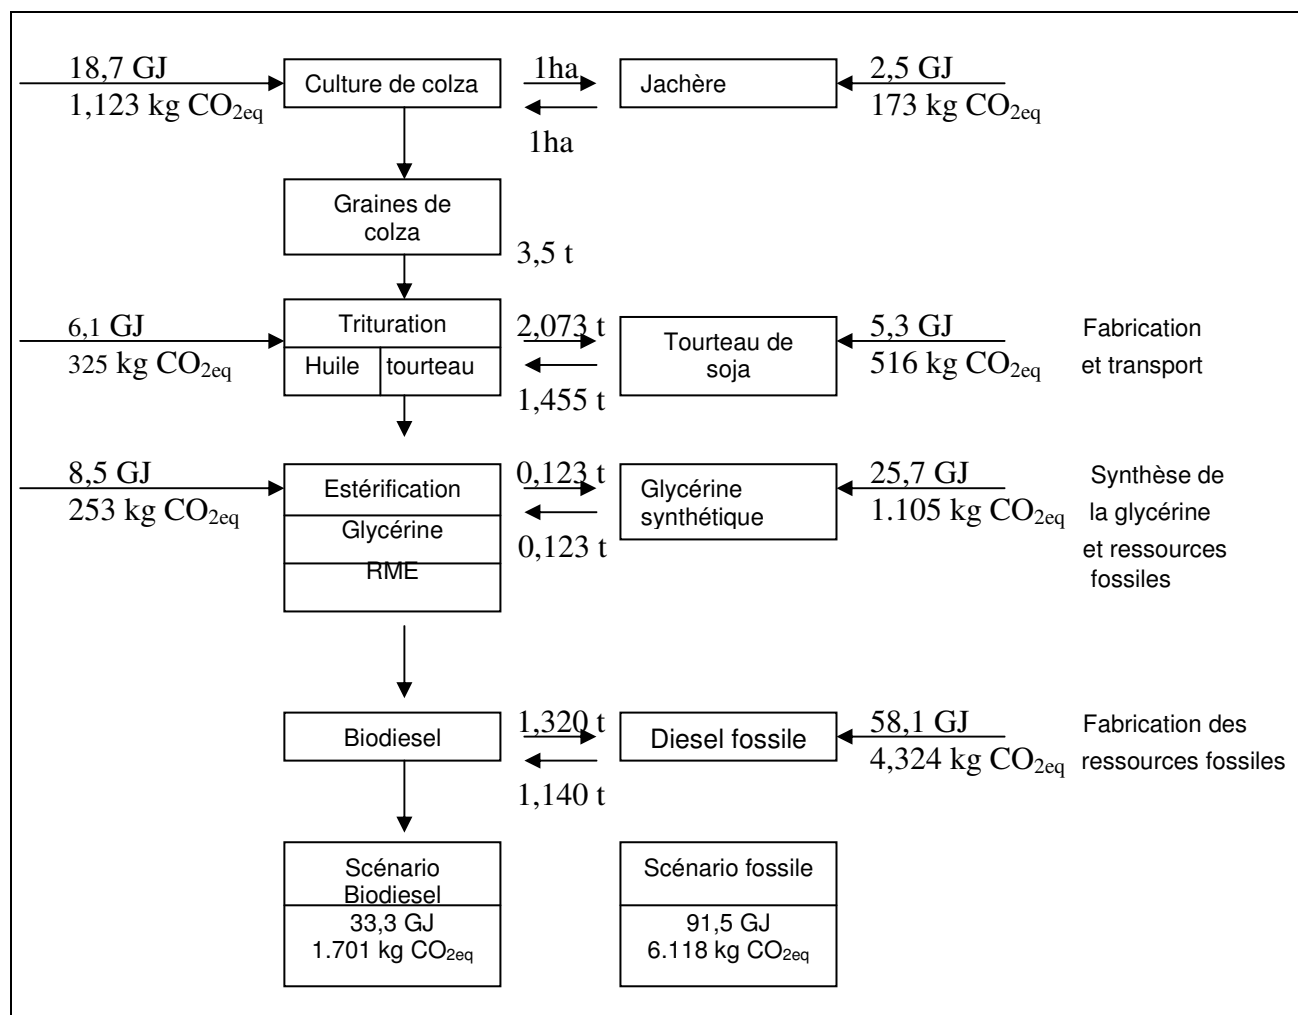 18,7 GJ
1,123 kg CO2eq
Culture de colza
1ha
1ha
Jachère
2,5 GJ
173 kg CO2eq
Graines de
colza
3,5 t
6,1 GJ
325 kg CO2eq
Trituration
Huile
tourteau
2,073 t
1,455 t
Tourteau de
soja
5,3 GJ
516 kg CO2eq
Fabrication
et transport
8,5 GJ
253 kg CO2eq
Estérification
Glycérine
RME
0,123 t
0,123 t
Glycérine
synthétique
25,7 GJ
1.105 kg CO2eq
Synthèse de
la glycérine
et ressources
fossiles
Biodiesel
1,320 t
1,140 t
Diesel fossile
58,1 GJ
4,324 kg CO2eq
Fabrication des
ressources fossiles
Scénario
Biodiesel
33,3 GJ
1.701 kg CO2eq
Scénario fossile
91,5 GJ
6.118 kg CO2eq